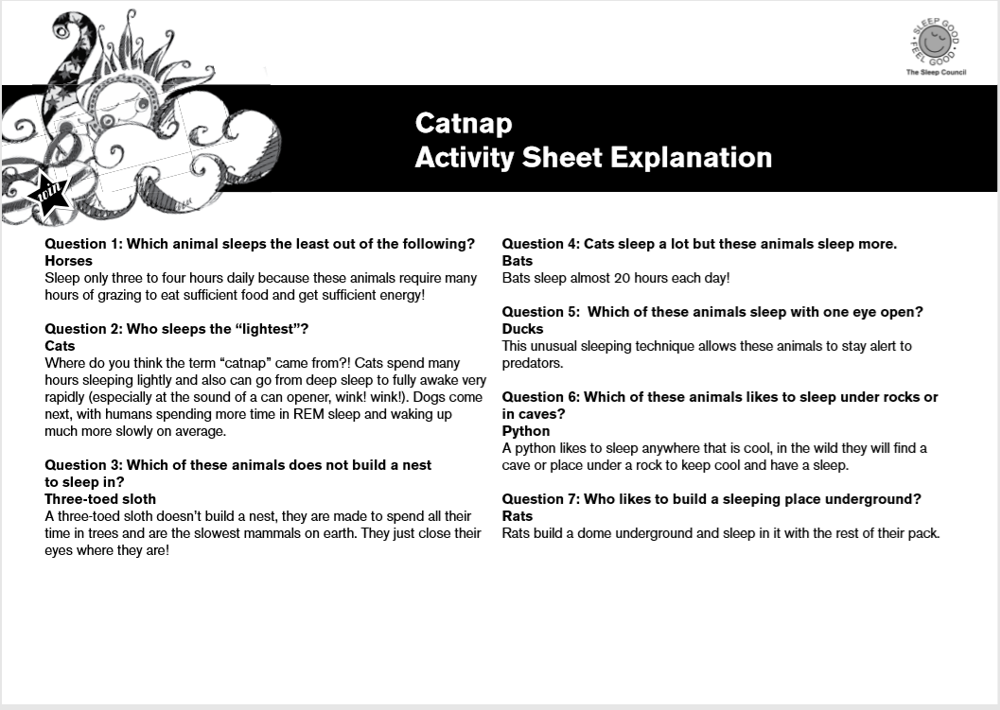 SLEEP GOOD
FEEL GOOD
The Sleep Council
Catnap
Activity Sheet Explanation
win
Question 1: Which animal sleeps the least out of the following?
Horses
Sleep only three to four hours daily because these animals require many
hours of grazing to eat sufficient food and get sufficient energy!
Question 2: Who sleeps the “lightest”?
Cats
Where do you think the term “catnap” came from?! Cats spend many
hours sleeping lightly and also can go from deep sleep to fully awake very
rapidly (especially at the sound of a can opener, wink! wink!). Dogs come
next, with humans spending more time in REM sleep and waking up
much more slowly on average.
Question 3: Which of these animals does not build a nest
to sleep in?
Three-toed sloth
A three-toed sloth doesn’t build a nest, they are made to spend all their
time in trees and are the slowest mammals on earth. They just close their
eyes where they are!
Question 4: Cats sleep a lot but these animals sleep more.
Bats
Bats sleep almost 20 hours each day!
Question 5:  Which of these animals sleep with one eye open?
Ducks
This unusual sleeping technique allows these animals to stay alert to
predators.
Question 6: Which of these animals likes to sleep under rocks or
in caves?
Python
A python likes to sleep anywhere that is cool, in the wild they will find a
cave or place under a rock to keep cool and have a sleep.
Question 7: Who likes to build a sleeping place underground?
Rats
Rats build a dome underground and sleep in it with the rest of their pack.